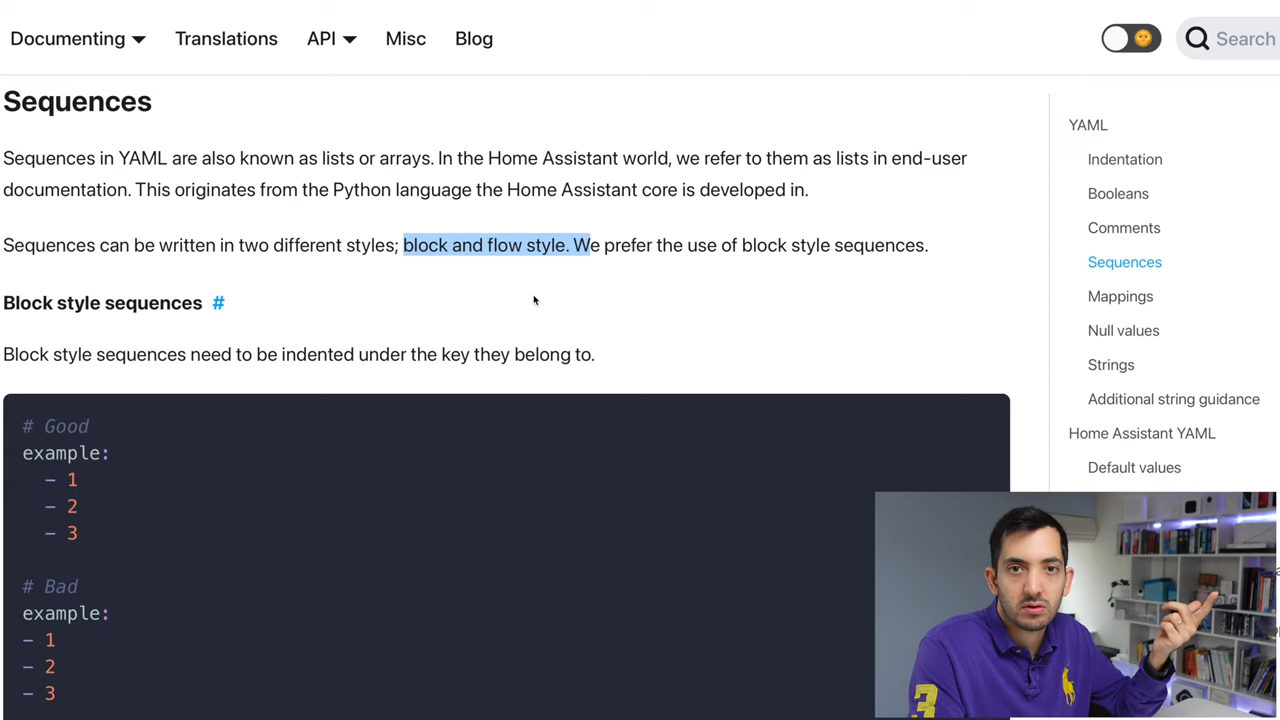 Documenting Translations API Misc Blog Search
Sequences
Sequences in YAML are also known as lists or arrays. In the Home Assistant world, we refer to them as lists in end-user
documentation. This originates from the Python language the Home Assistant core is developed in.
Sequences can be written in two different styles; block and flow style. We prefer the use of block style sequences.
Block style sequences #
Block style sequences need to be indented under the key they belong to.
# Good
example:
- 1
- 2
- 3
# Bad
example:
- 1
- 2
- 3
YAML
Indentation
Booleans
Comments
Sequences
Mappings
Null values
Strings
Additional string guidance
Home Assistant YAML
Default values
3